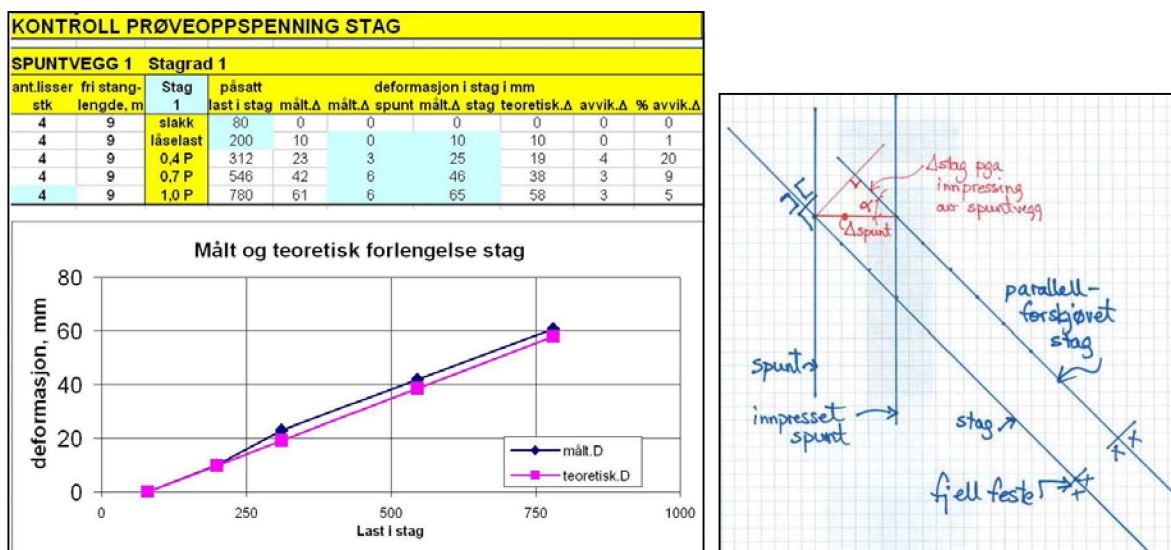 KONTROLL PRØVEOPPSPENNING STAG
SPUNTVEGG 1 Stagrad 1
ant.lisser fri stang- Stag påsatt deformasjon i stag i mm
stk lengde, m 1 last i stag målt.Δ målt.Δ spunt målt.Δ stag teoretisk.Δ avvik.Δ % avvik.Δ
4 9 slakk 80 0 0 0 0 0 0
4 9 låselast 200 10 0 10 10 0 1
4 9 0,4 P 312 23 3 25 19 4 20
4 9 0,7 P 546 42 6 46 38 3 9
4 9 1,0 P 780 61 6 65 58 3 5
Målt og teoretisk forlengelse stag
deformasjon, mm
80
60
40
20
0
0 250 500 750 1000
Last i stag
målt.D
teoretisk.D
Δstag pga
innpressing
av spuntvegg
α
Δspunt
parallell-
forskjøvet
stag
spunt
innpresset
spunt
stag
fjell feste